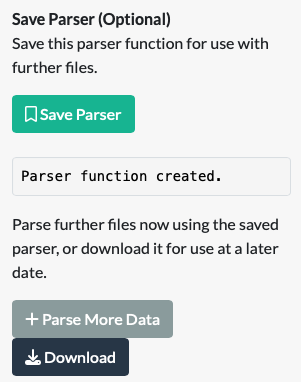 Save Parser (Optional)
Save this parser function for use with
further files.
Save Parser
Parser function created.
Parse further files now using the saved
parser, or download it for use at a later
date.
Parse More Data
Download